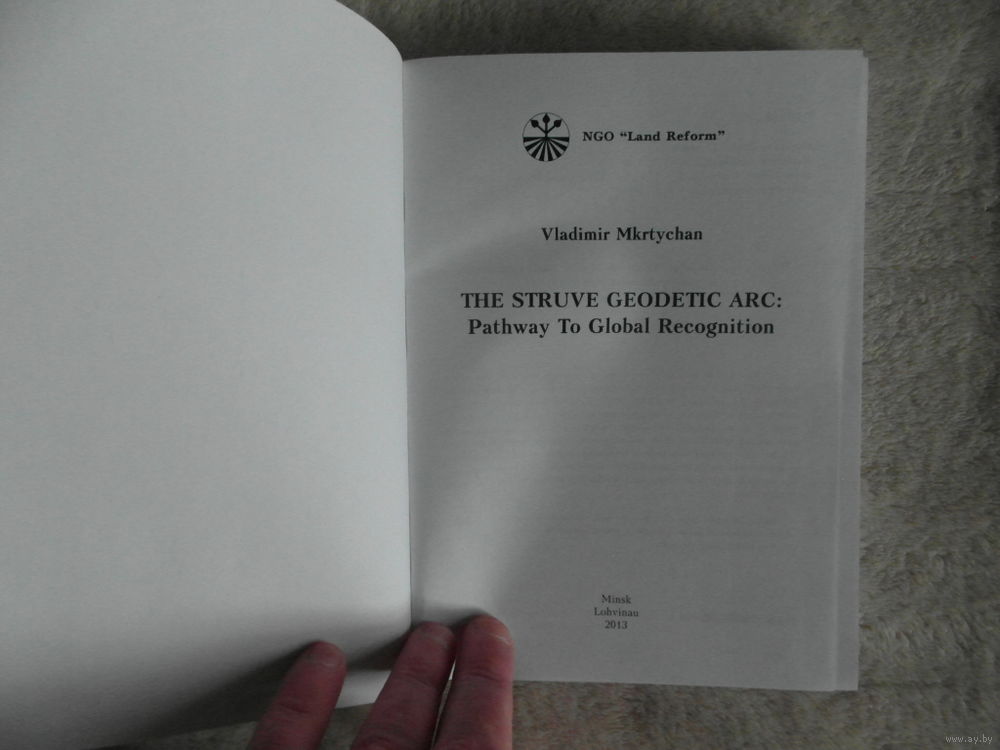 NGO “Land Reform”
Vladimir Mkrtychan
THE STRUVE GEODETIC ARC:
Pathway To Global Recognition
Minsk
Lohvinau
2013
www.ay.by